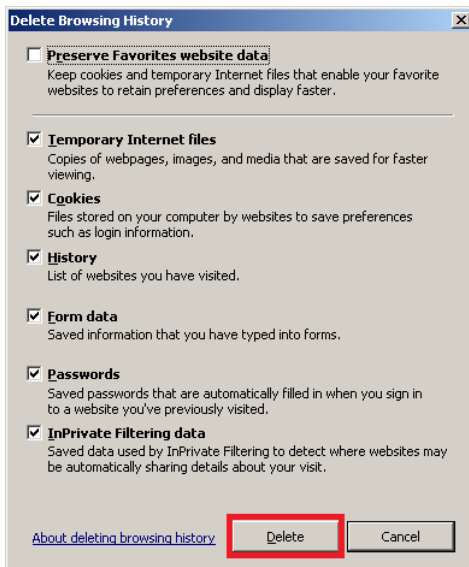 Delete Browsing History
Preserve Favorites website data
Keep cookies and temporary Internet files that enable your favorite
websites to retain preferences and display faster.
Temporary Internet files
Copies of webpages, images, and media that are saved for faster
viewing.
Cookies
Files stored on your computer by websites to save preferences
such as login information.
History
List of websites you have visited.
Form data
Saved information that you have typed into forms.
Passwords
Saved passwords that are automatically filled in when you sign in
to a website you've previously visited.
InPrivate Filtering data
Saved data used by InPrivate Filtering to detect where websites may
be automatically sharing details about your visit.
About deleting browsing history Delete Cancel